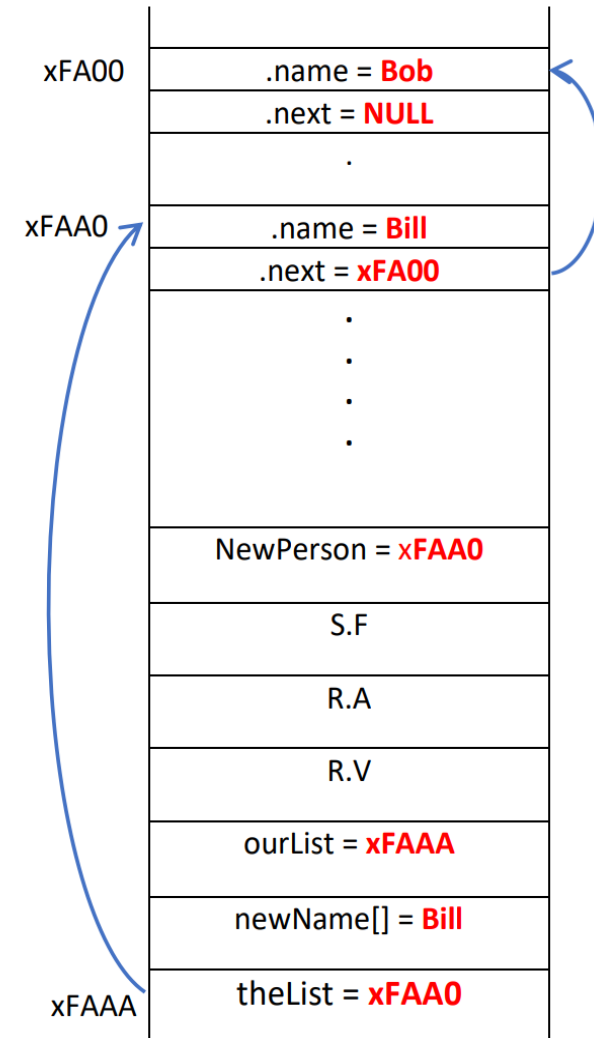 xFA00 .name = Bob
.next = NULL
.
xFAA0 .name = Bill
.next = xFA00
.
.
.
.
NewPerson = xFAA0
S.F
R.A
R.V
ourList = xFAAA
newName[] = Bill
theList = xFAA0
xFAAA